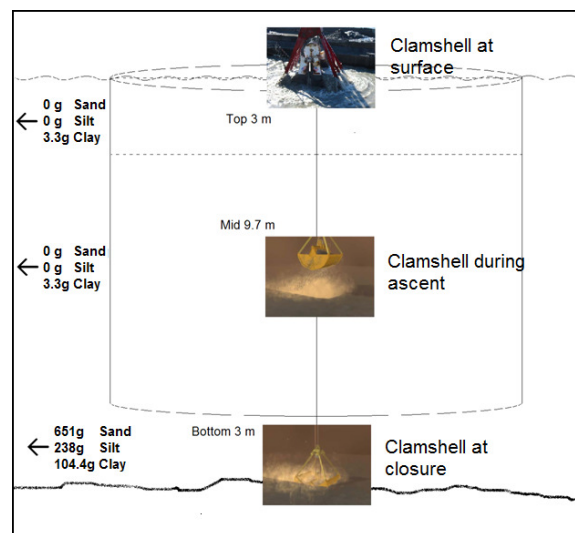 Clamshell at
surface
0 g Sand
0 g Silt
3.3g Clay
Top 3 m
Mid 9.7 m
0 g Sand
0 g Silt
3.3g Clay
Clamshell during
ascent
651g Sand
238g Silt
104.4g Clay
Bottom 3 m
Clamshell at
closure